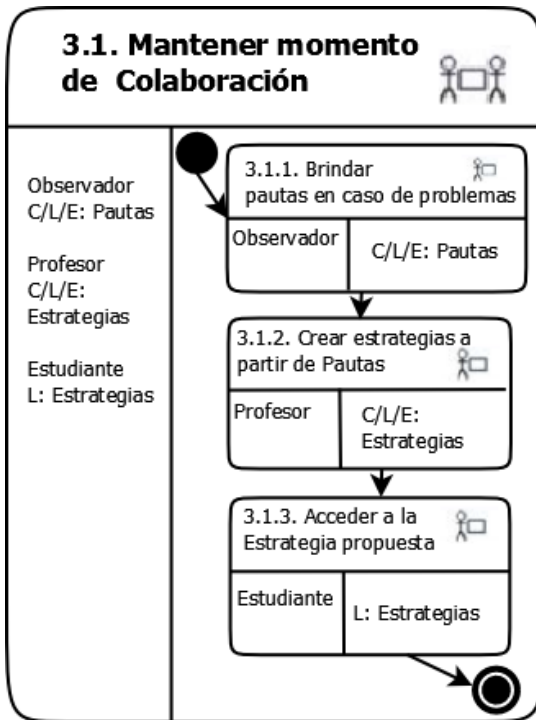 3.1. Mantener momento
de Colaboración
Observador
C/L/E: Pautas
Profesor
C/L/E:
Estrategias
Estudiante
L: Estrategias
3.1.1. Brindar
pautas en caso de problemas
Observador
C/L/E: Pautas
3.1.2. Crear estrategias a
partir de Pautas
Profesor
C/L/E:
Estrategias
3.1.3. Acceder a la
Estrategia propuesta
Estudiante
L: Estrategias